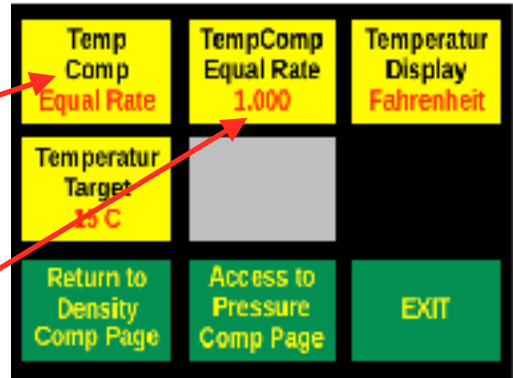 Temp
Comp
Equal Rate
TempComp
Equal Rate
1.000
Temperatur
Display
Fahrenheit
Temperatur
Target
15 C
Return to
Density
Comp Page
Access to
Pressure
Comp Page
EXIT